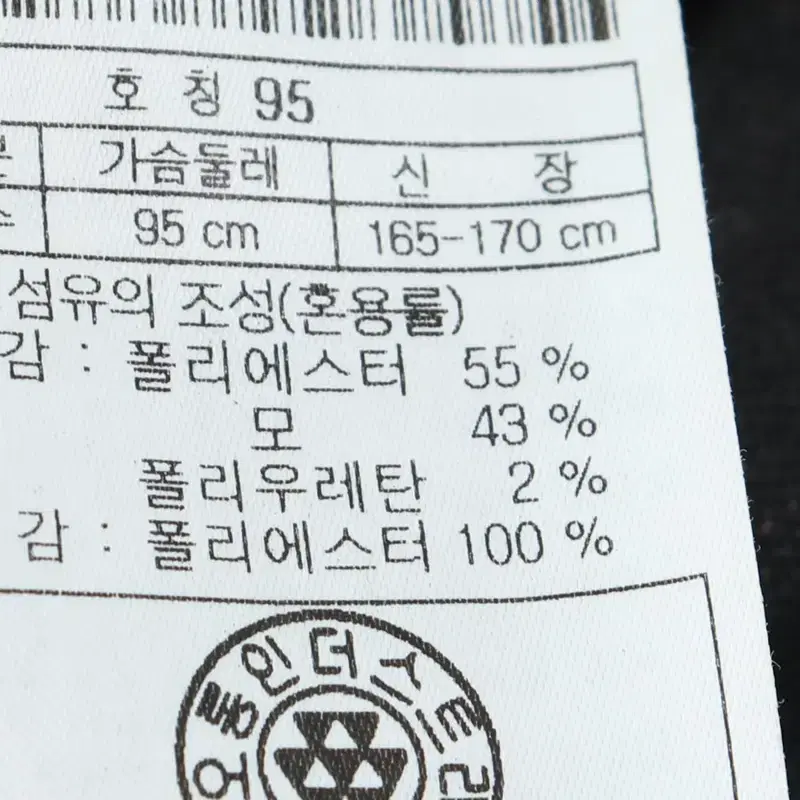 호 칭 95
가슴둘레 신 장
95 cm 165-170 cm
섬유의 조성(혼용률)
감 : 폴리에스터 55 %
모 43 %
폴리우레탄 2 %
감 : 폴리에스터 100 %
인더스트리